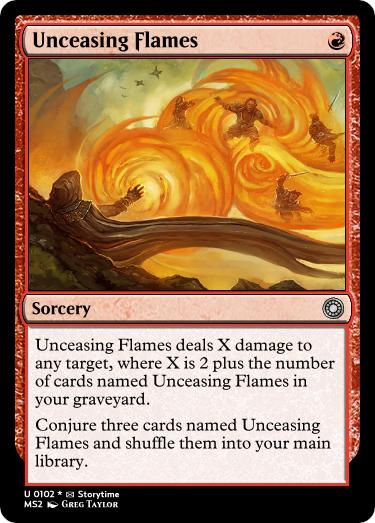 Unceasing Flames
Sorcery
Unceasing Flames deals X damage to
any target, where X is 2 plus the number
of cards named Unceasing Flames in
your graveyard.
Conjure three cards named Unceasing
Flames and shuffle them into your main
library.
U 0102 * Storytime
MS2 Greg Taylor